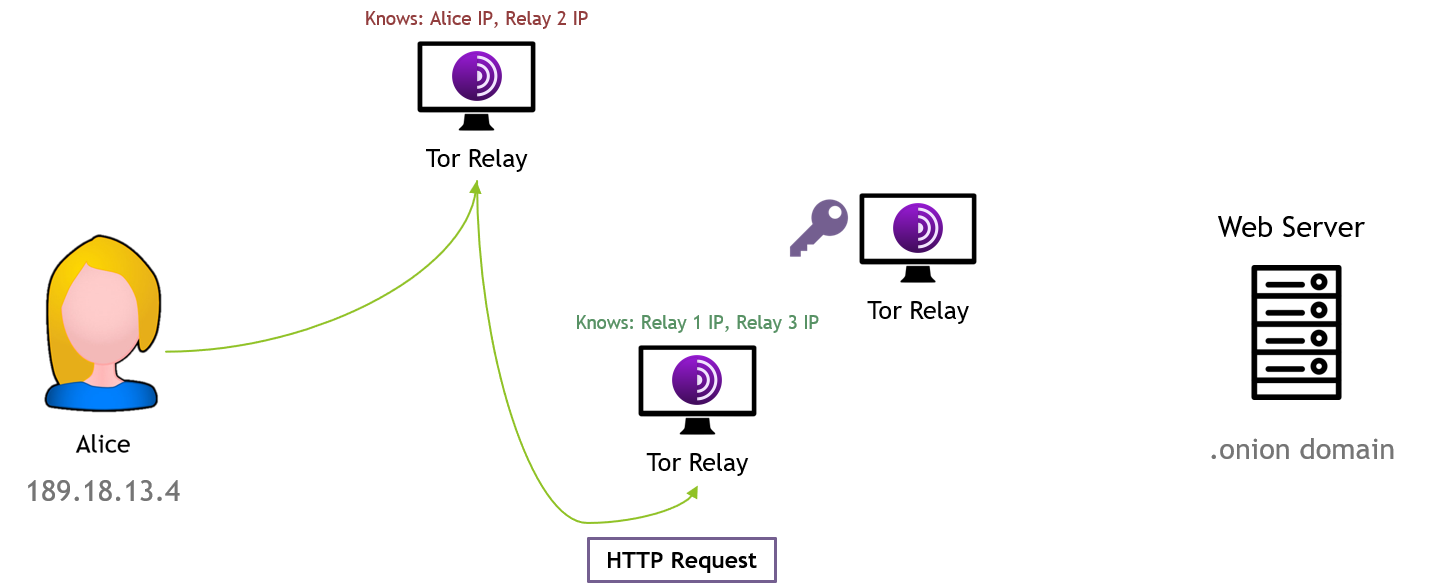 Knows: Alice IP, Relay 2 IP
Tor Relay
Web Server
Tor Relay
Knows: Relay 1 IP, Relay 3 IP
Tor Relay
Alice
.onion domain
189.18.13.4
HTTP Request